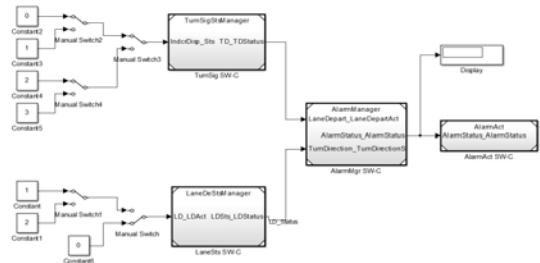 0
Constant2
Manual Switch2
1
Constant3
Manual Switch3
2
Constant4
Manual Switch4
3
Constant5
TurnSigStsManager
IndctDisp_Sts TD_TDStatus
TurnSig SW-C
Display
AlarmManager
LaneDepart_LaneDepartAct
AlarmStatus_AlarmStatus
TurnDirection_TurnDirectionS
AlarmMgr SW-C
AlarmAct
AlarmStatus_AlarmStatus
AlarmAct SW-C
1
Constant
Manual Switch1
2
Constant1
Manual Switch
0
Constant6
LaneDeStsManager
LD_LDAct LDSts_LDStatus
LaneSts SW-C
LD_Status